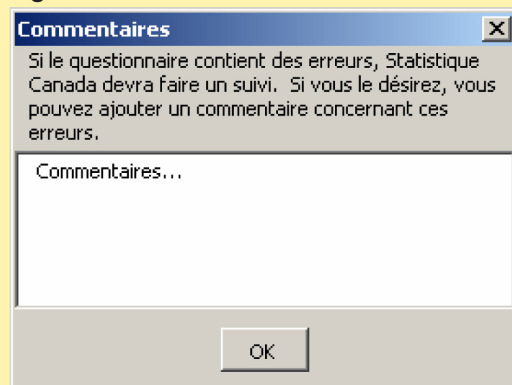 Commentaires
Si le questionnaire contient des erreurs, Statistique
Canada devra faire un suivi.  Si vous le désirez, vous
pouvez ajouter un commentaire concernant ces
erreurs.
Commentaires...
OK